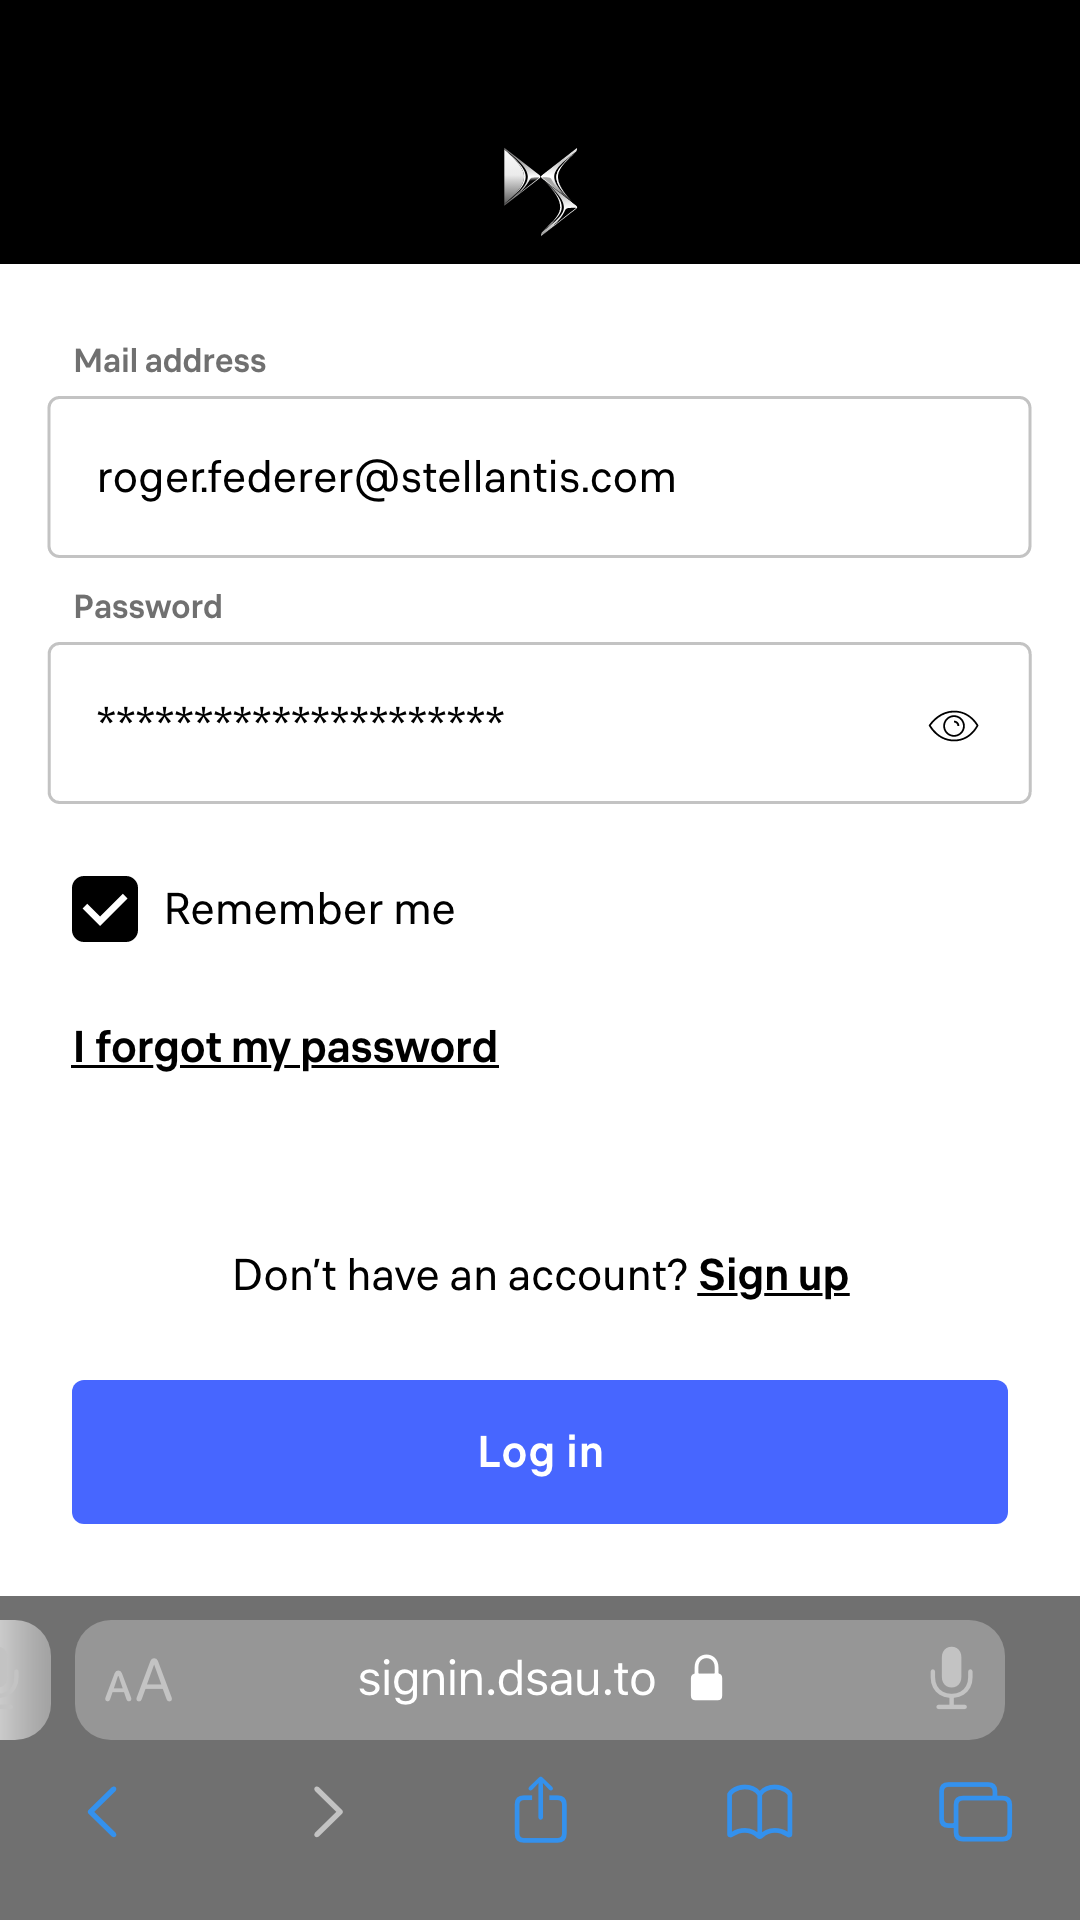 Mail address
roger.federer@stellantis.com
Password
*********************
Remember me
I forgot my password
Don't have an account? Sign up
Log in
AA signin.dsau.to